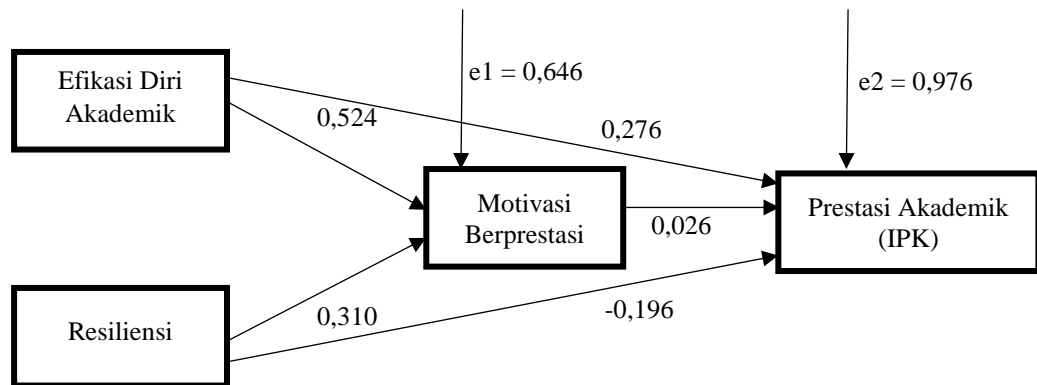 Efikasi Diri
Akademik
e1 = 0,646
e2 = 0,976
0,524
0,276
Motivasi
Berprestasi
0,026
Prestasi Akademik
(IPK)
Resiliensi
0,310
-0,196